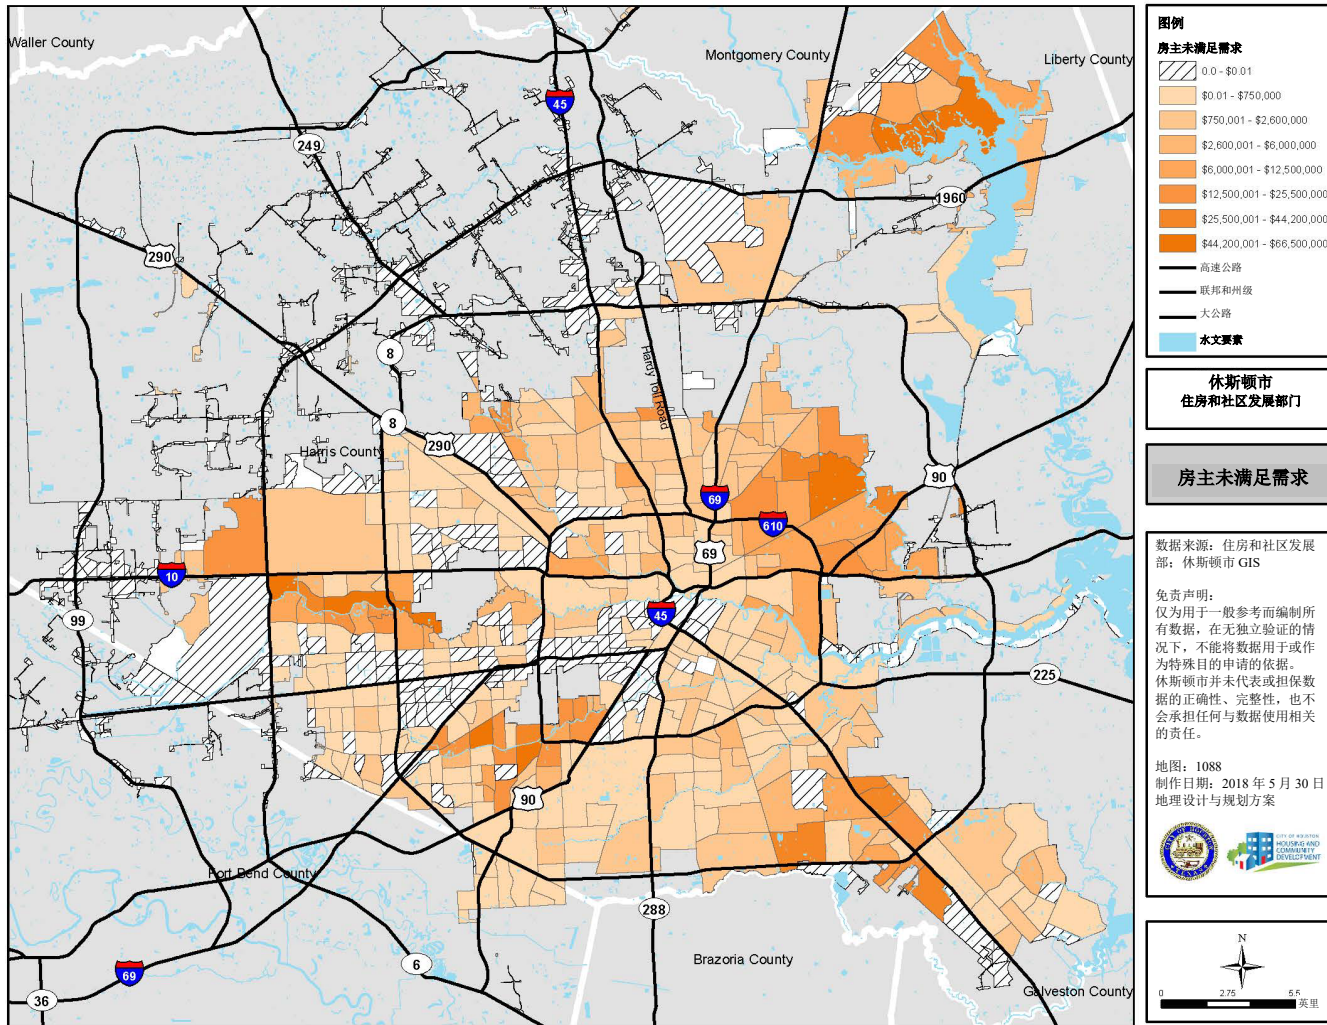 Waller County
Montgomery County
Liberty County
45
249
1960
290
8
Hardy Toll Road
8
290
Harris County
90
69
610
69
10
45
99
225
90
Fort Bend County
288
6
69
36
Brazoria County
Galveston County
图例
房主未满足需求
0.0 - $0.01
$0.01 - $750,000
$750,001 - $2,600,000
$2,600,001 - $6,000,000
$6,000,001 - $12,500,000
$12,500,001 - $25,500,000
$25,500,001 - $44,200,000
$44,200,001 - $66,500,000
高速公路
联邦和州级
大公路
水文要素
休斯顿市
住房和社区发展部门
房主未满足需求
数据来源：住房和社区发展
部；休斯顿市 GIS
免责声明：
仅为用于一般参考而编制所
有数据，在无独立验证的情
况下，不能将数据用于或作
为特殊目的申请的依据。
休斯顿市并未代表或担保数
据的正确性、完整性，也不
会承担任何与数据使用相关
的责任。
地图：1088
制作日期：2018 年 5 月 30 日
地理设计与规划方案
CITY OF HOUSTON
TEXAS
CITY OF HOUSTON
HOUSING AND
COMMUNITY
DEVELOPMENT
N
0 2.75 5.5
英里